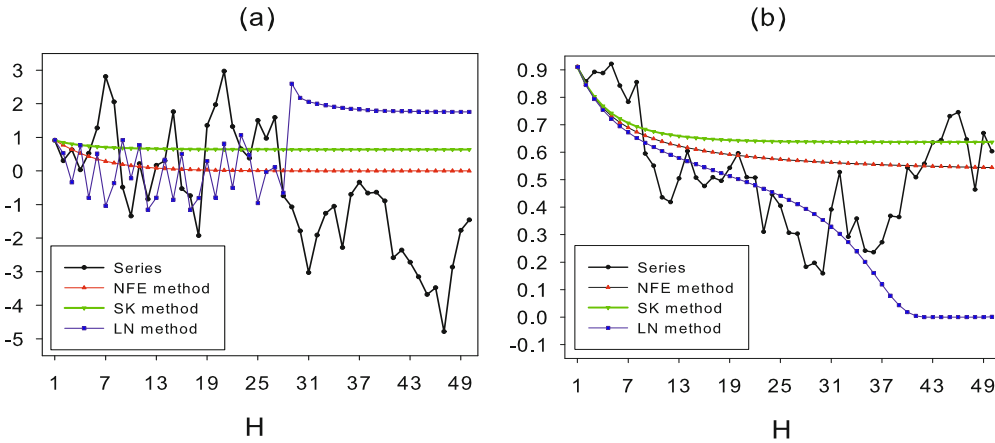 (a)
3
2
1
0
-1
-2
-3
-4
-5
Series
NFE method
SK method
LN method
1 7 13 19 25 31 37 43 49
H
(b)
0.9
0.8
0.7
0.6
0.5
0.4
0.3
0.2
0.1
0.0
-0.1
Series
NFE method
SK method
LN method
1 7 13 19 25 31 37 43 49
H